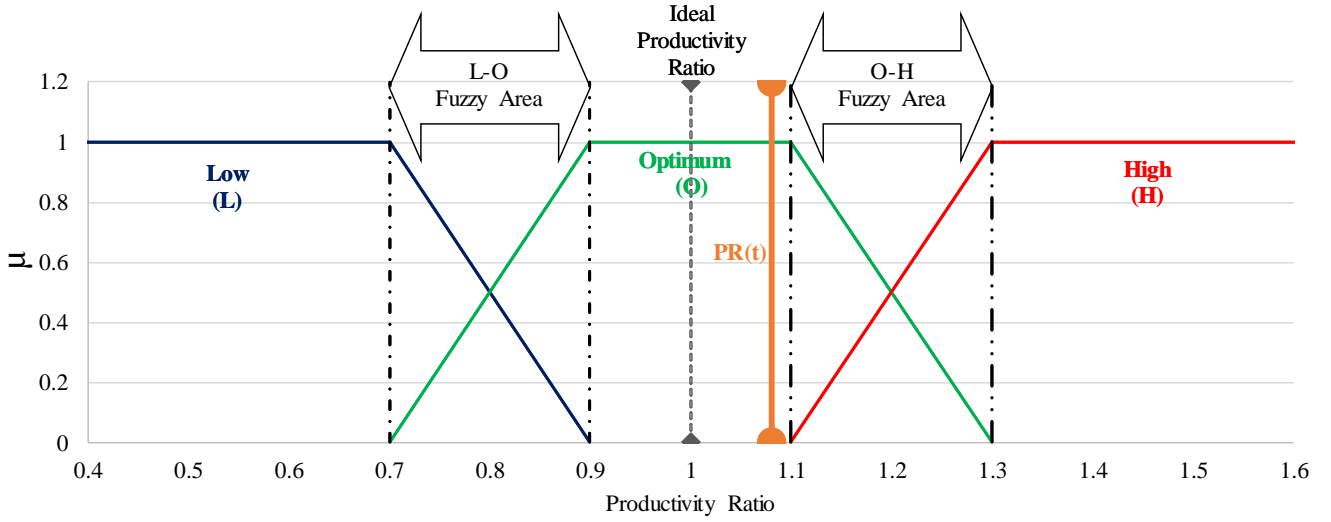 Ideal
Productivity
Ratio
L-O
Fuzzy Area
O-H
Fuzzy Area
1.2
1
0.8
0.6
0.4
0.2
0
μ
Low
(L)
Optimum
(O)
High
(H)
PR(t)
0.4 0.5 0.6 0.7 0.8 0.9 1 1.1 1.2 1.3 1.4 1.5 1.6
Productivity Ratio